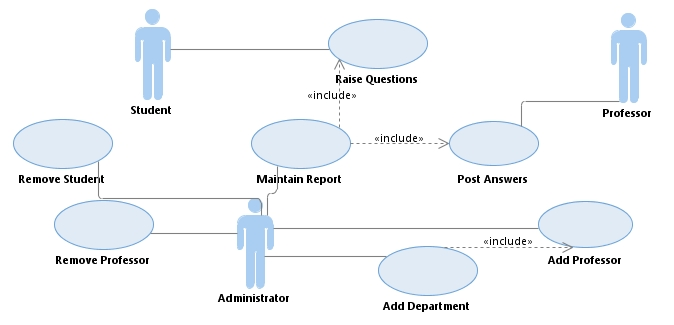 Raise Questions
«include»
Student
Professor
«include»
Remove Student
Maintain Report
Post Answers
«include»
Remove Professor
Add Professor
Administrator
Add Department